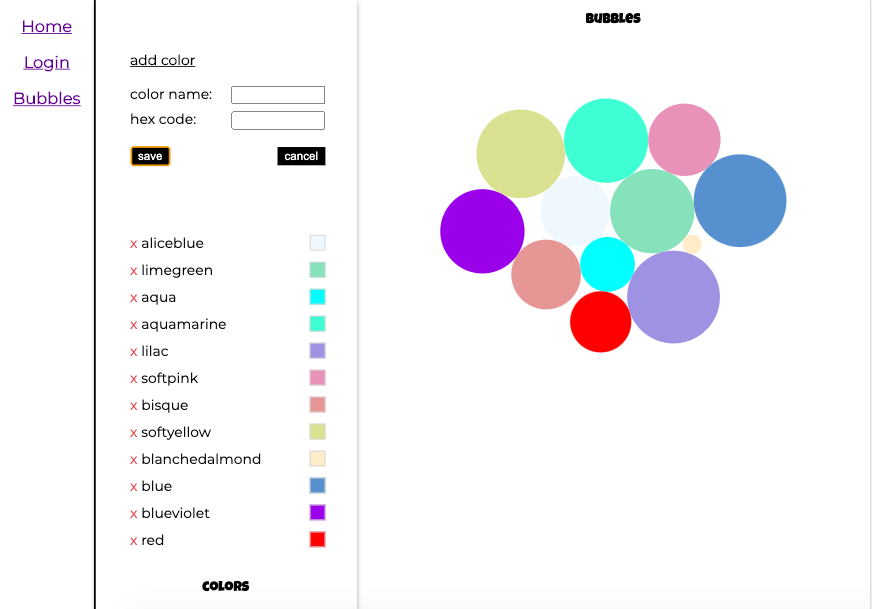 Home
Login
Bubbles
add color
color name:
hex code:
save cancel
x aliceblue
x limegreen
x aqua
x aquamarine
x lilac
x softpink
x bisque
x softyellow
x blanchedalmond
x blue
x blueviolet
x red
COLORS
BUBBLES